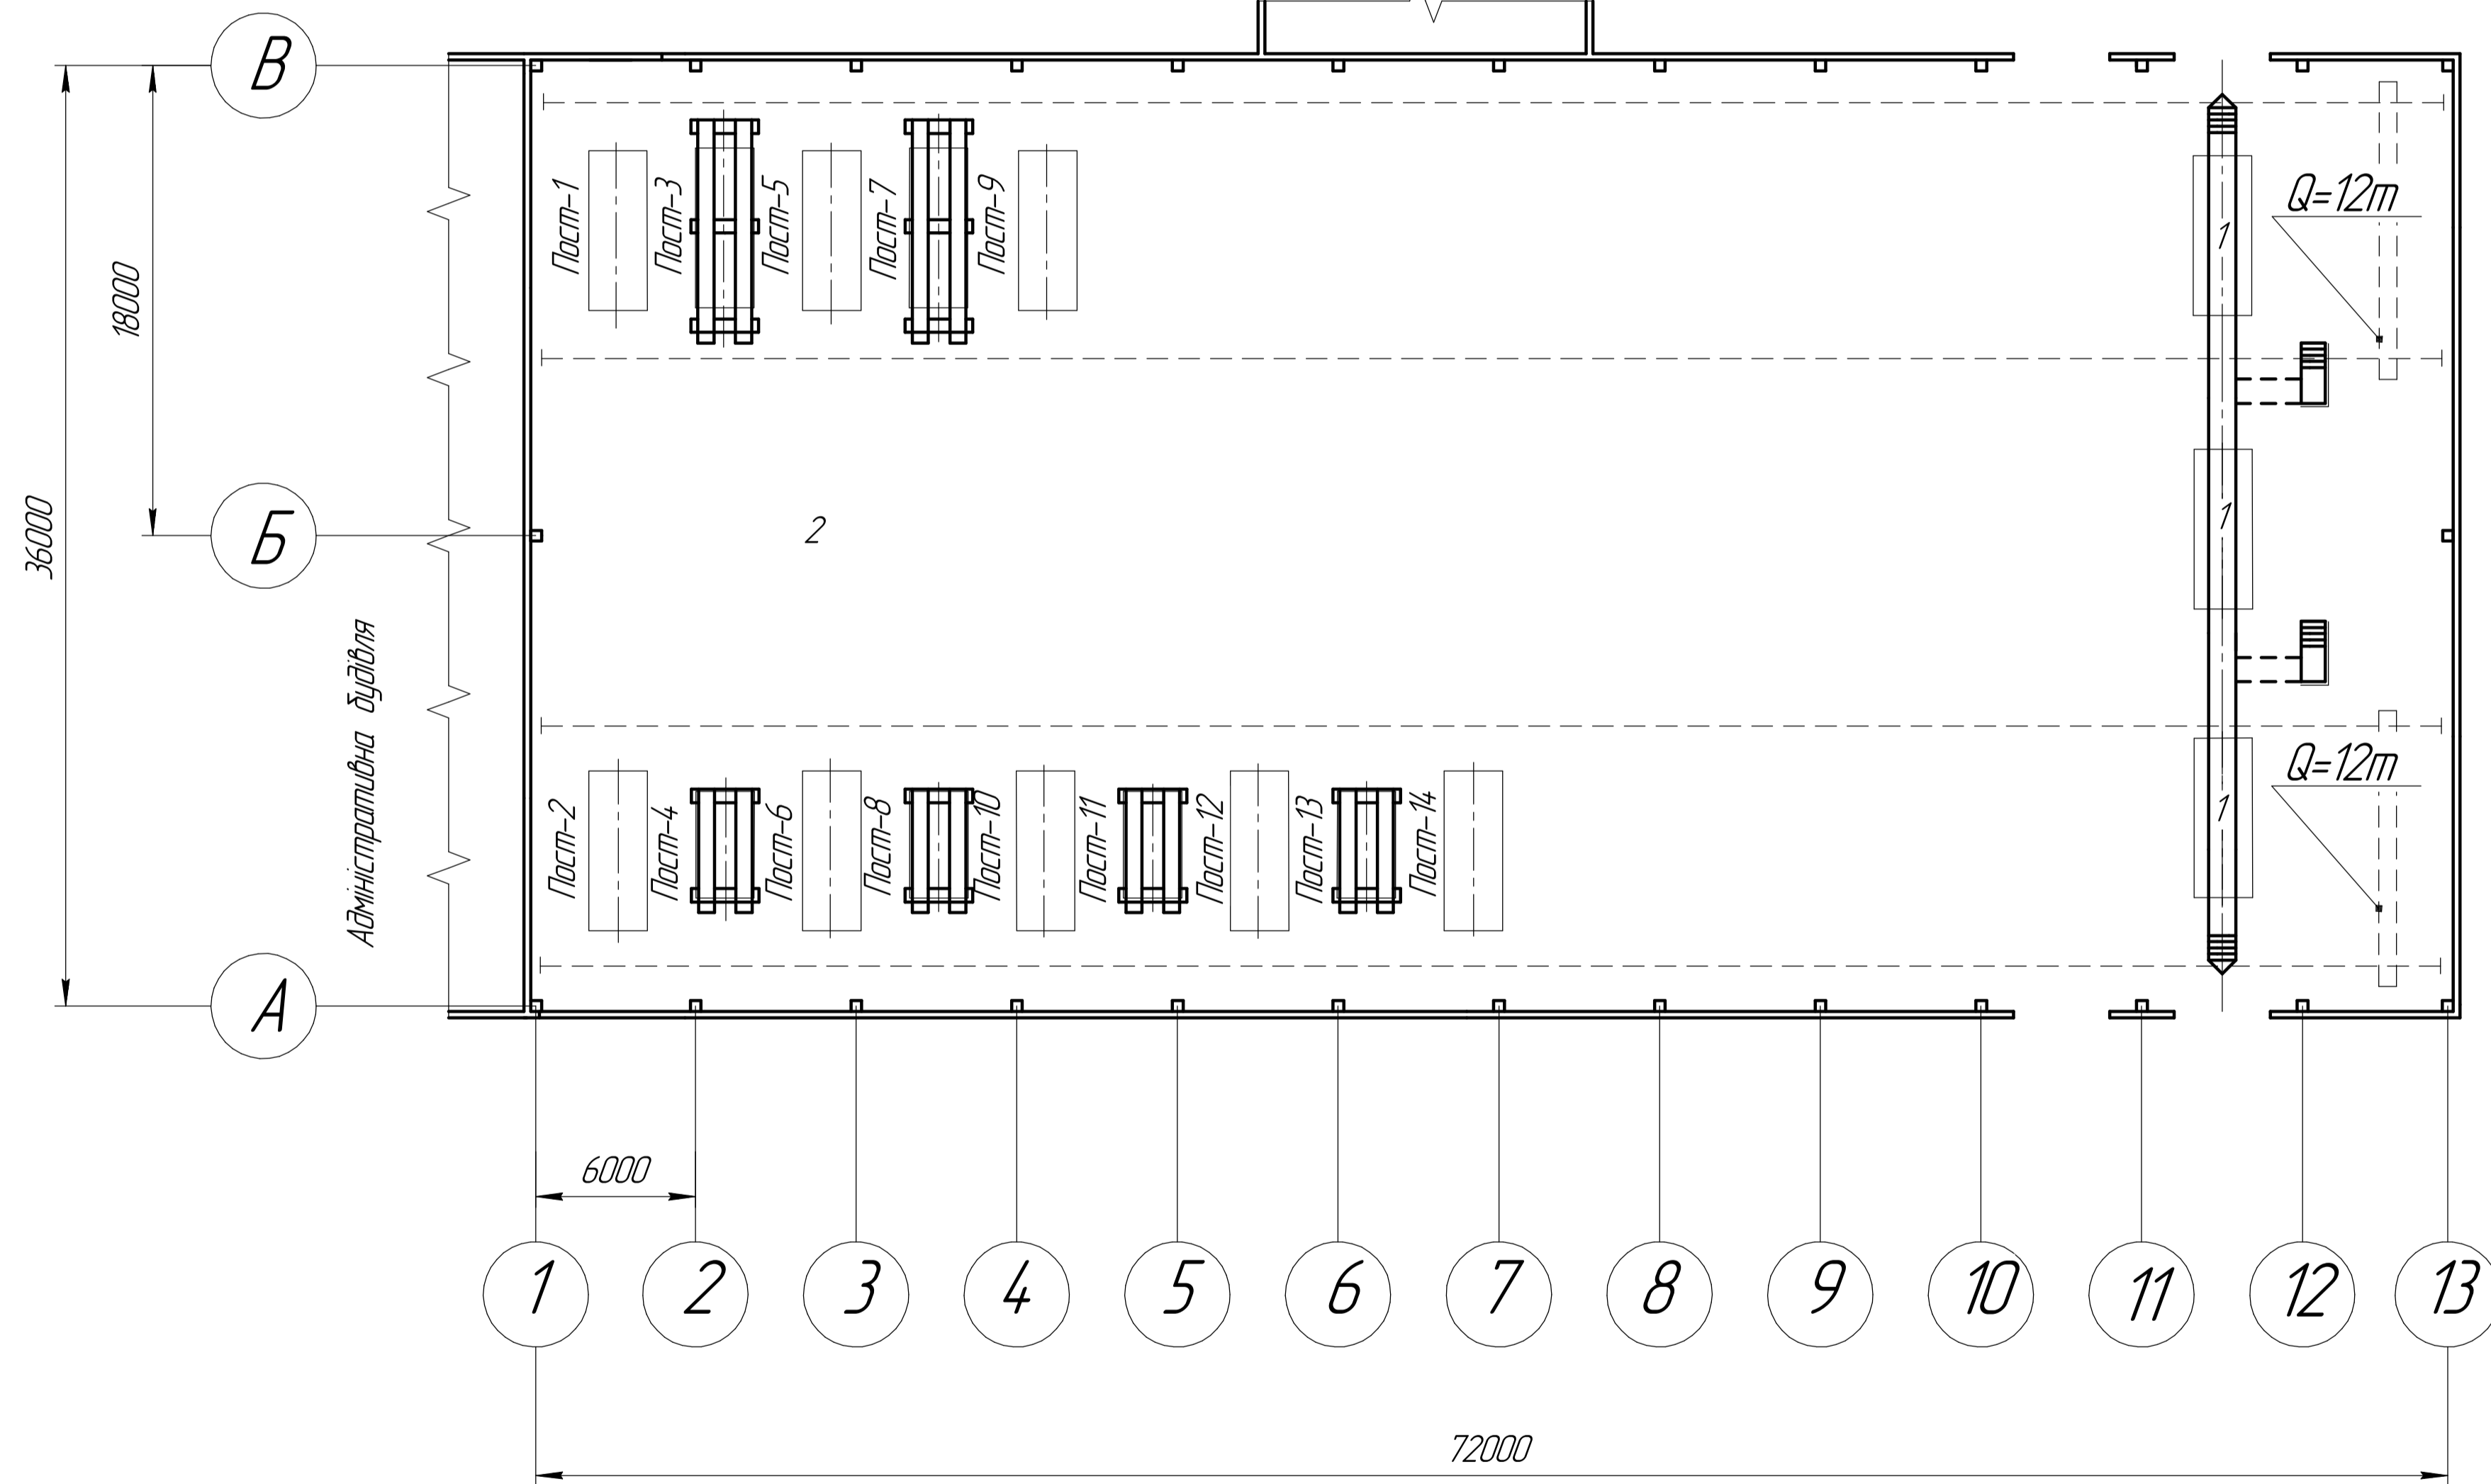 В
Пост-1
Пост-3
Пост-5
Пост-7
Пост-9
Q=12т
1
18000
36000
Б
2
1
Адміністративна будівля
Пост-2
Пост-4
Пост-6
Пост-8
Пост-10
Пост-11
Пост-12
Пост-13
Пост-14
Q=12т
1
А
6000
1
2
3
4
5
6
7
8
9
10
11
12
13
72000